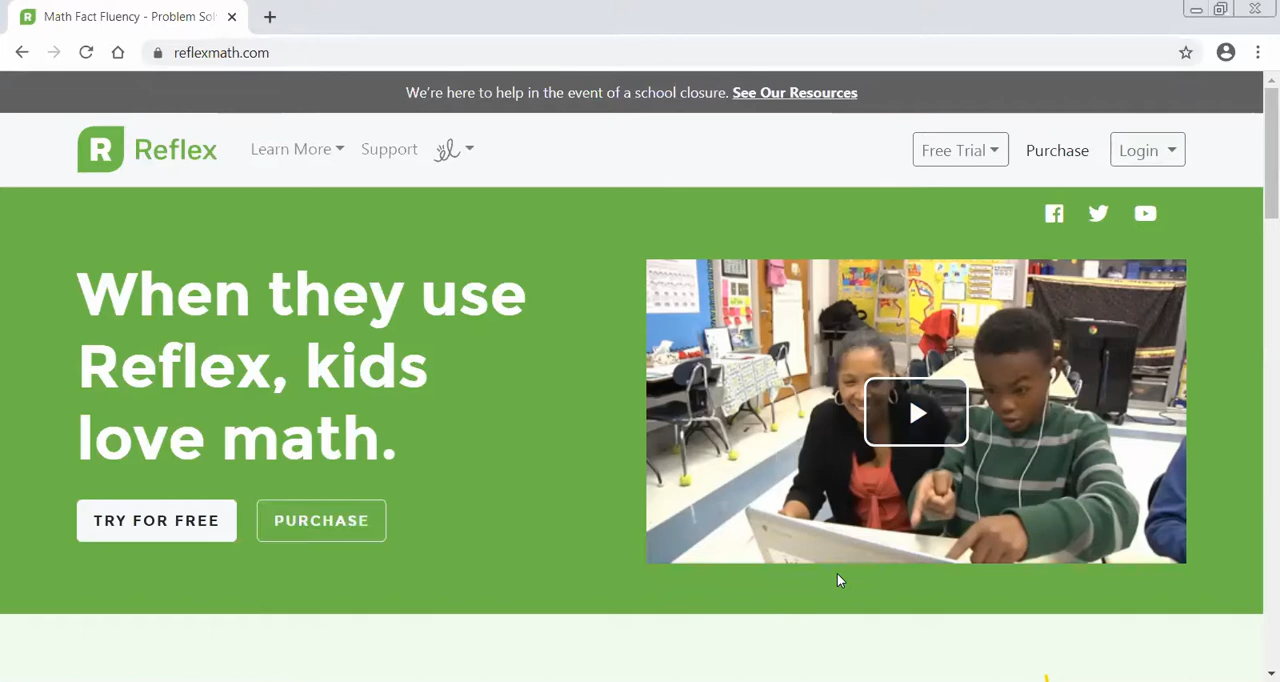 Math Fact Fluency - Problem Sol
reflexmath.com
We're here to help in the event of a school closure. See Our Resources
R Reflex Learn More Support el Free Trial Purchase Login
When they use
Reflex, kids
love math.
TRY FOR FREE PURCHASE